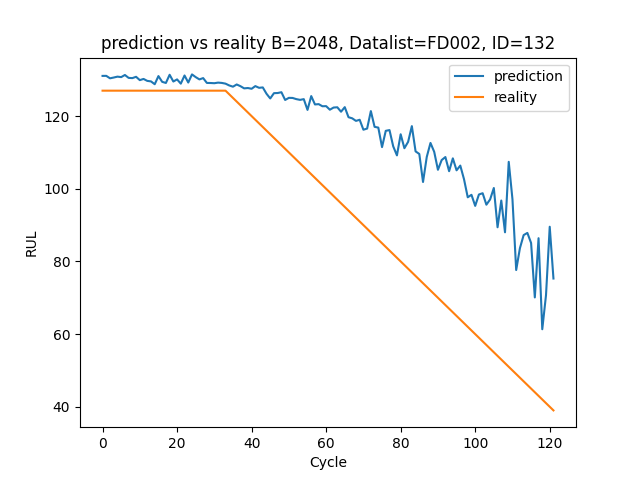 prediction vs reality B=2048, Datalist=FD002, ID=132
prediction
reality
RUL
120
100
80
60
40
0 20 40 60 80 100 120
Cycle